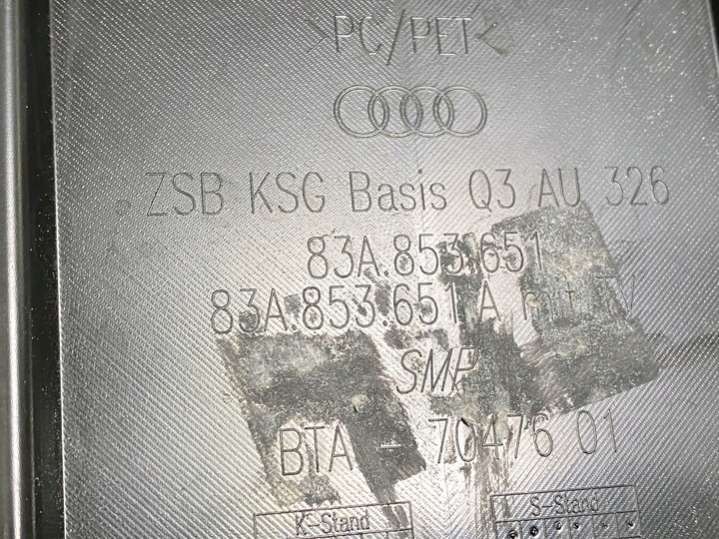 >PC/PET<
ZSB KSG Basis Q3 AU 326
83A.853.651
83A.853.651 A
SMP
BTA - 70476 01
K-Stand
S-Stand